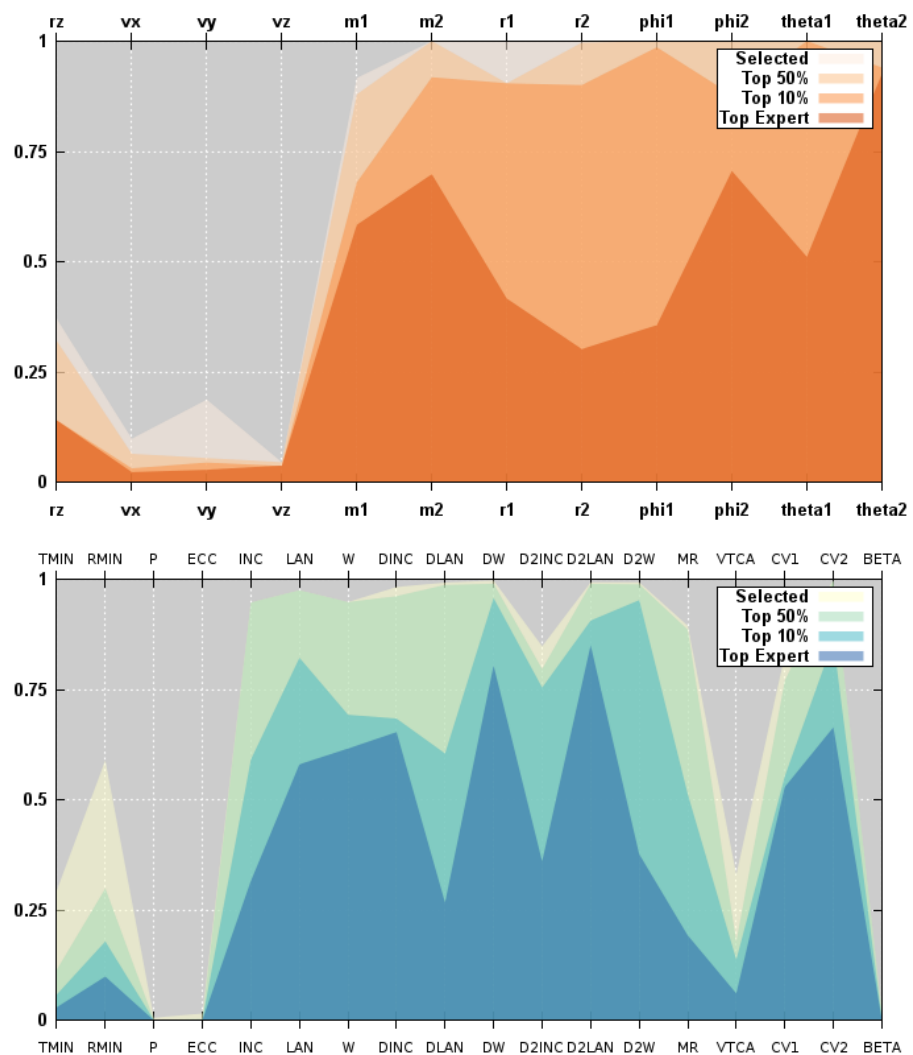 rz vx vy vz m1 m2 r1 r2 phi1 phi2 theta1 theta2
1
Selected
Top 50%
Top 10%
Top Expert
0.75
0.5
0.25
0
rz vx vy vz m1 m2 r1 r2 phi1 phi2 theta1 theta2
TMIN RMIN P ECC INC LAN W DINC DLAN DW D2INC D2LAN D2W MR VTCA CV1 CV2 BETA
1
Selected
Top 50%
Top 10%
Top Expert
0.75
0.5
0.25
0
TMIN RMIN P ECC INC LAN W DINC DLAN DW D2INC D2LAN D2W MR VTCA CV1 CV2 BETA